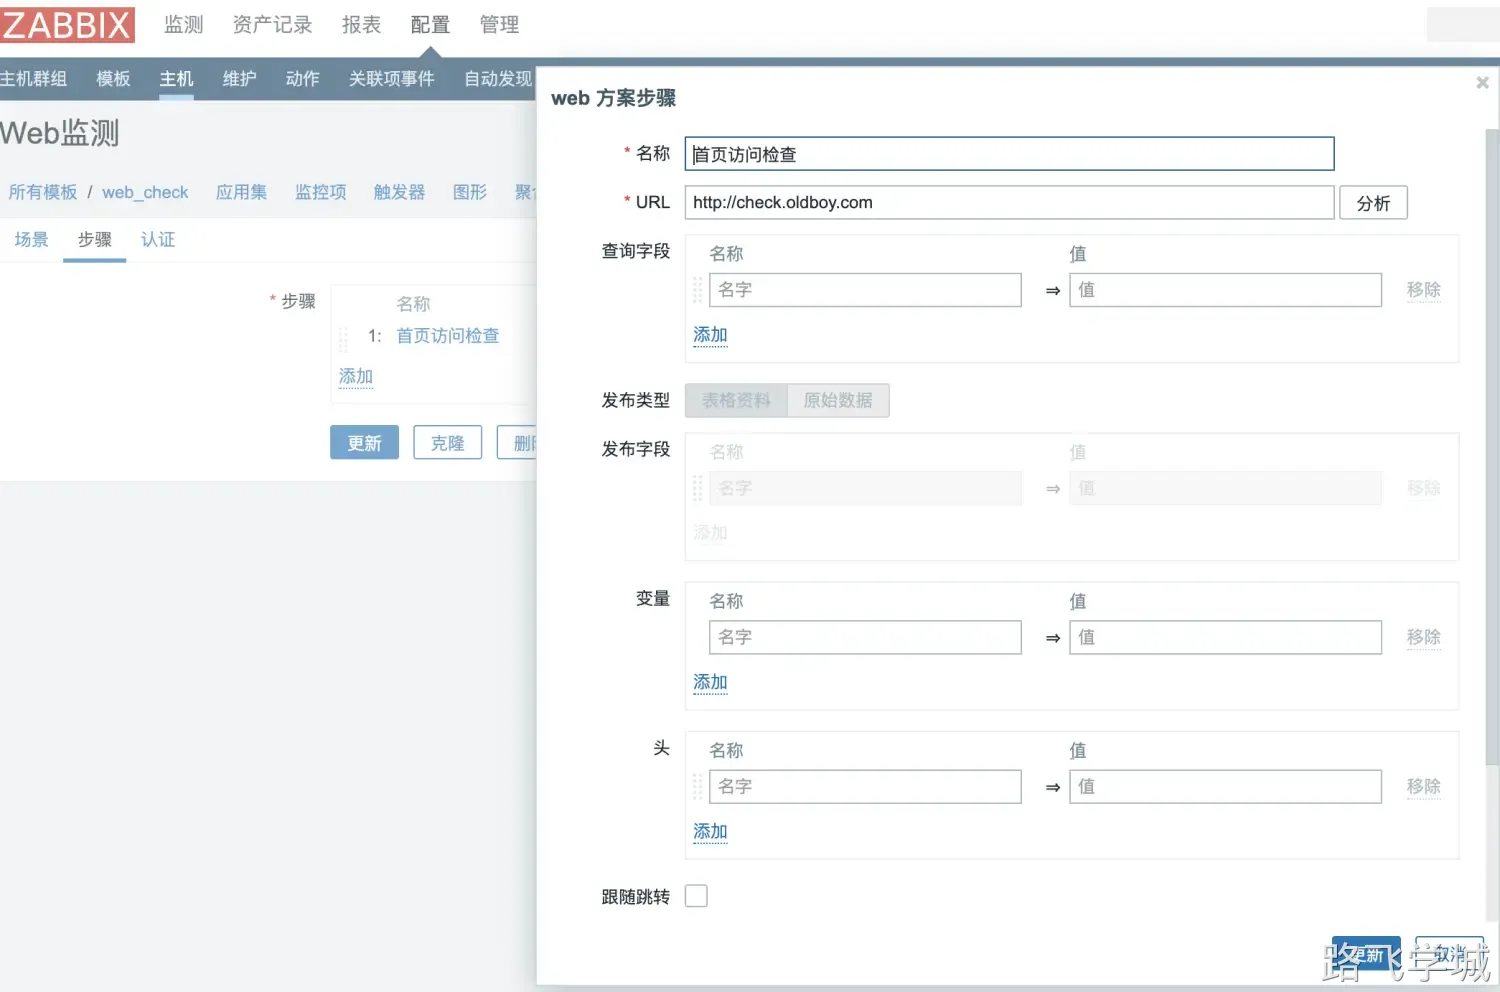 ZABBIX 监测 资产记录 报表 配置 管理
主机群组 模板 主机 维护 动作 关联项事件 自动发现
Web监测
所有模板 / web_check 应用集 监控项 触发器 图形
场景 步骤 认证
* 步骤
名称
1: 首页访问检查
添加
更新 克隆
web 方案步骤
* 名称 首页访问检查
* URL http://check.oldboy.com 分析
查询字段 名称 值
名字 ⇒ 值 移除
添加
发布类型 表格资料 原始数据
发布字段 名称 值
名字 ⇒ 值 移除
添加
变量 名称 值
名字 ⇒ 值 移除
添加
头 名称 值
名字 ⇒ 值 移除
添加
跟随跳转
更新 取消
路飞学城